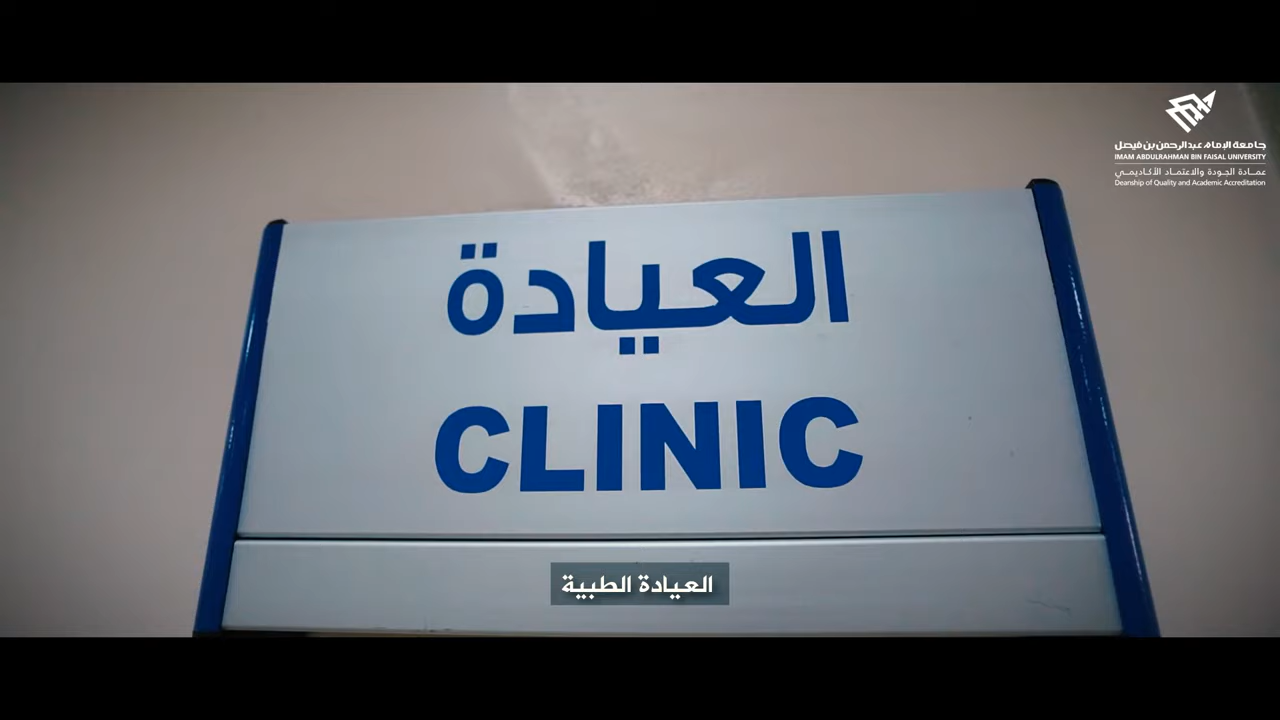 جامعة الإمام عبدالرحمن بن فيصل
IMAM ABDULRAHMAN BIN FAISAL UNIVERSITY
عمادة الجودة والاعتماد الأكاديمي
Deanship of Quality and Academic Accreditation
العيادة
CLINIC
العيادة الطبية